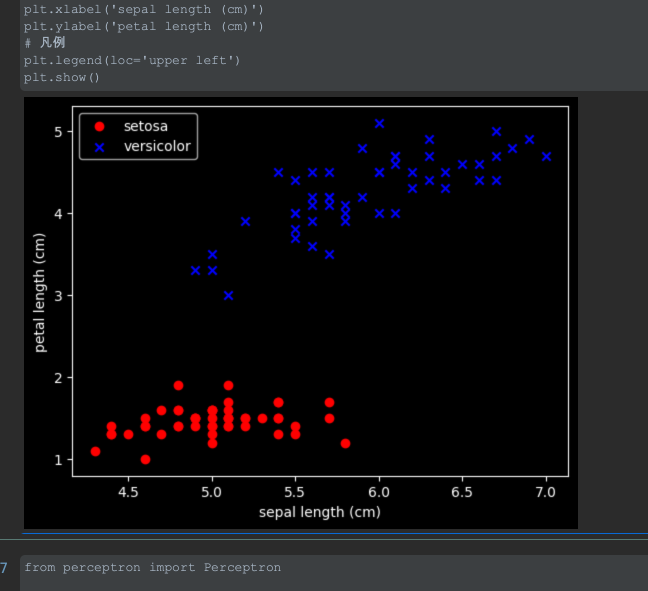 plt.xlabel('sepal length (cm)')
plt.ylabel('petal length (cm)')
# 凡例
plt.legend(loc='upper left')
plt.show()
setosa
versicolor
5
4
3
2
1
petal length (cm)
4.5 5.0 5.5 6.0 6.5 7.0
sepal length (cm)
7 from perceptron import Perceptron